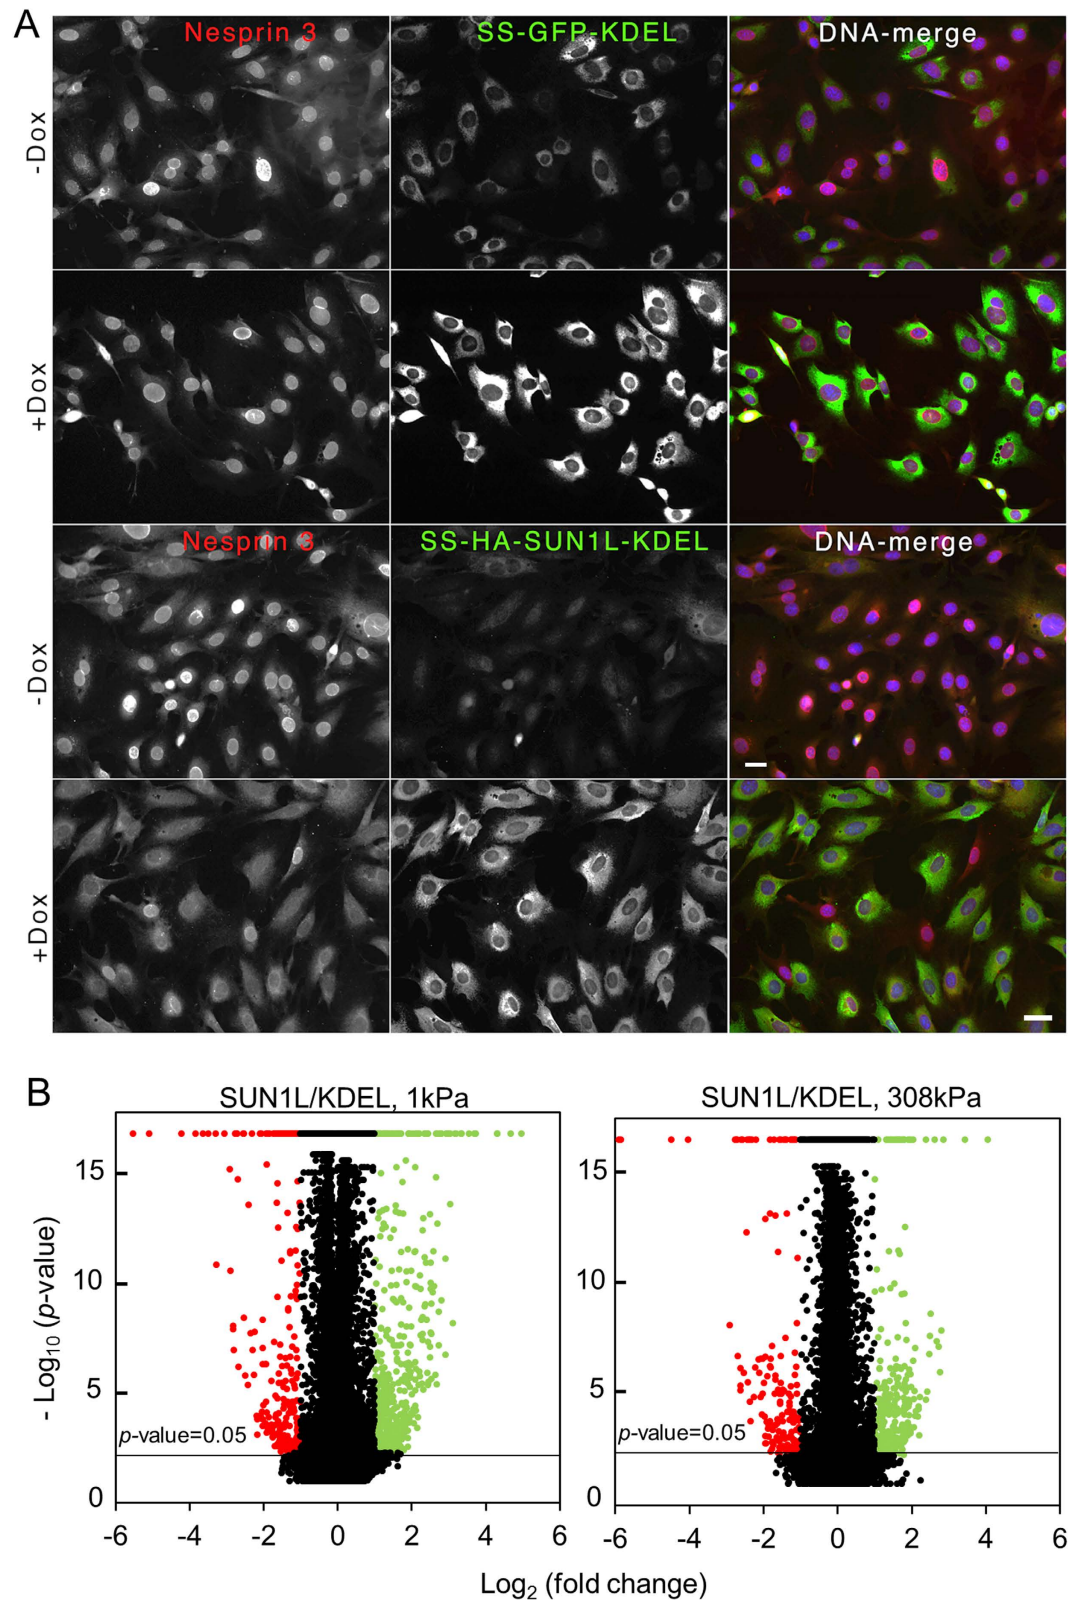 A
Nesprin 3 SS-GFP-KDEL DNA-merge
-Dox
+Dox
Nesprin 3 SS-HA-SUN1L-KDEL DNA-merge
-Dox
+Dox
B
SUN1L/KDEL, 1kPa
15
10
5
0
p-value=0.05
-6 -4 -2 0 2 4 6
- Log10 (p-value)
SUN1L/KDEL, 308kPa
15
10
5
0
p-value=0.05
-6 -4 -2 0 2 4 6
Log2 (fold change)